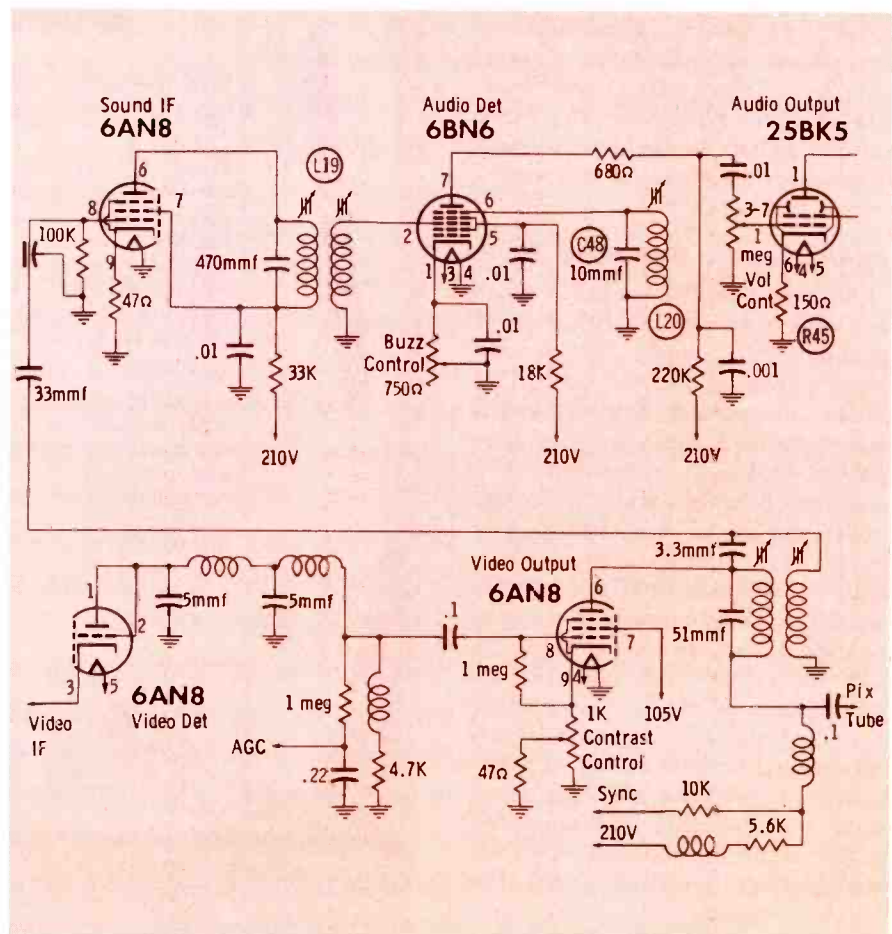 Sound IF
6AN8
Audio Det
6BN6
Audio Output
25BK5
L19
6
7
8
9
100K
47Ω
470mmf
.01
33K
210V
33mmf
7
680Ω
2
6
5
1
3
4
.01
C48
10mmf
L20
Buzz
Control
750Ω
.01
18K
210V
1
.01
3-7
1
meg
Vol
Cont
6
4
5
150Ω
R45
220K
.001
210V
3.3mmf
Video Output
6AN8
6
51mmf
1
2
3
5
5mmf
5mmf
.1
8
7
9
4
1 meg
6AN8
Video Det
Video
IF
1 meg
AGC
.22
4.7K
1K
Contrast
Control
47Ω
105V
Pix
Tube
.1
Sync
10K
210V
5.6K